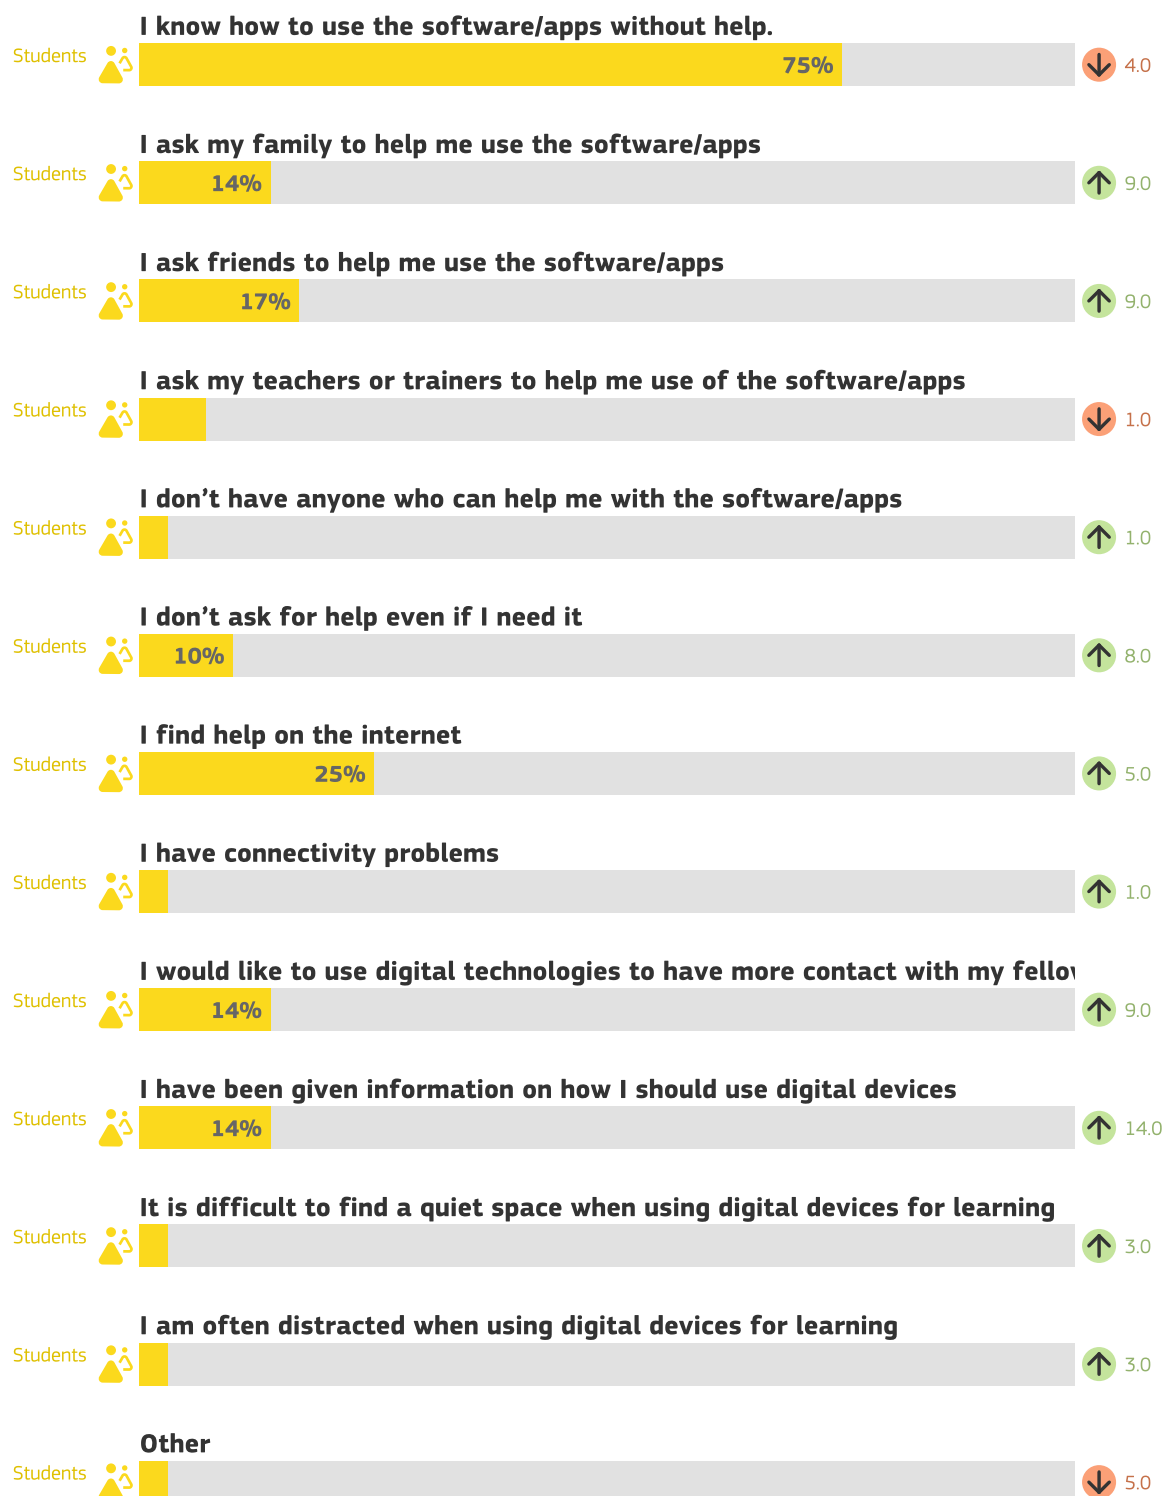 I know how to use the software/apps without help.
Students 75% 4.0
I ask my family to help me use the software/apps
Students 14% 9.0
I ask friends to help me use the software/apps
Students 17% 9.0
I ask my teachers or trainers to help me use of the software/apps
Students 1.0
I don't have anyone who can help me with the software/apps
Students 1.0
I don't ask for help even if I need it
Students 10% 8.0
I find help on the internet
Students 25% 5.0
I have connectivity problems
Students 1.0
I would like to use digital technologies to have more contact with my
Students 14% 9.0
I have been given information on how I should use digital devices
Students 14% 14.0
It is difficult to find a quiet space when using digital devices for learning
Students 3.0
I am often distracted when using digital devices for learning
Students 3.0
Other
Students 5.0